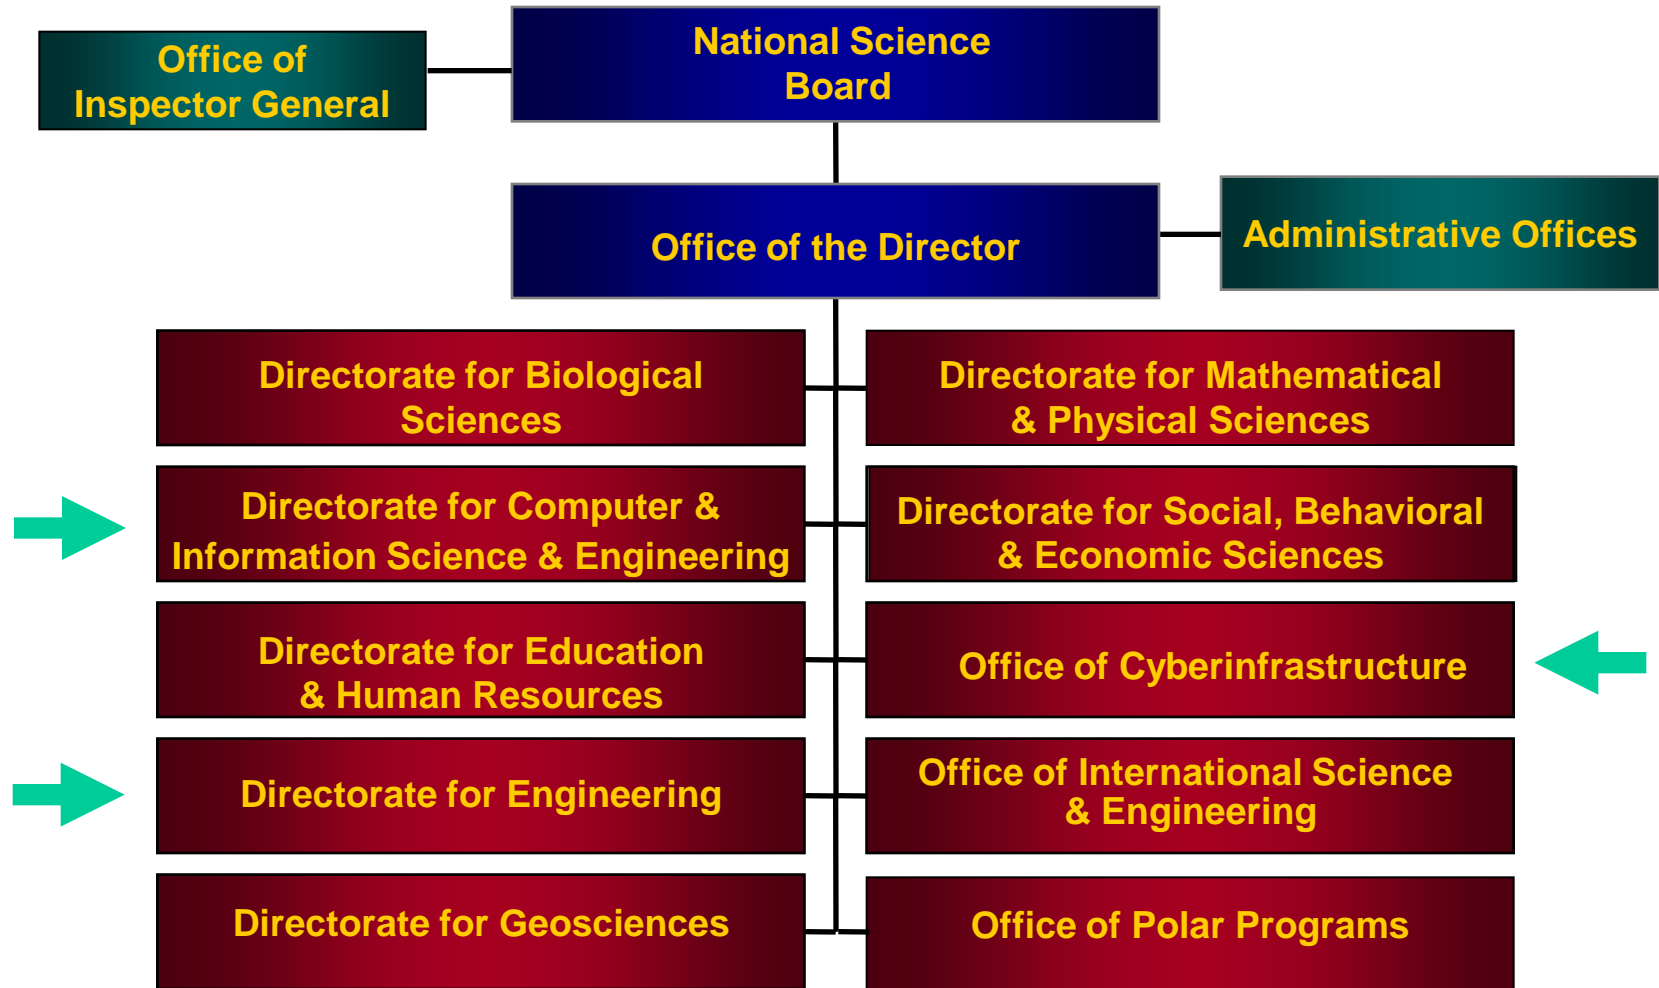 Office of
Inspector General
National Science
Board
Office of the Director
Administrative Offices
Directorate for Biological
Sciences
Directorate for Mathematical
& Physical Sciences
Directorate for Computer &
Information Science & Engineering
Directorate for Social, Behavioral
& Economic Sciences
Directorate for Education
& Human Resources
Office of Cyberinfrastructure
Directorate for Engineering
Office of International Science
& Engineering
Directorate for Geosciences
Office of Polar Programs